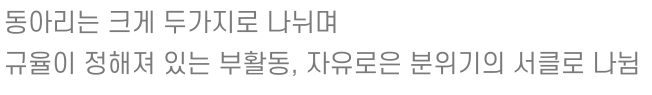 동아리는 크게 두가지로 나뉘며
규율이 정해져 있는 부활동, 자유로은 분위기의 서클로 나뉨